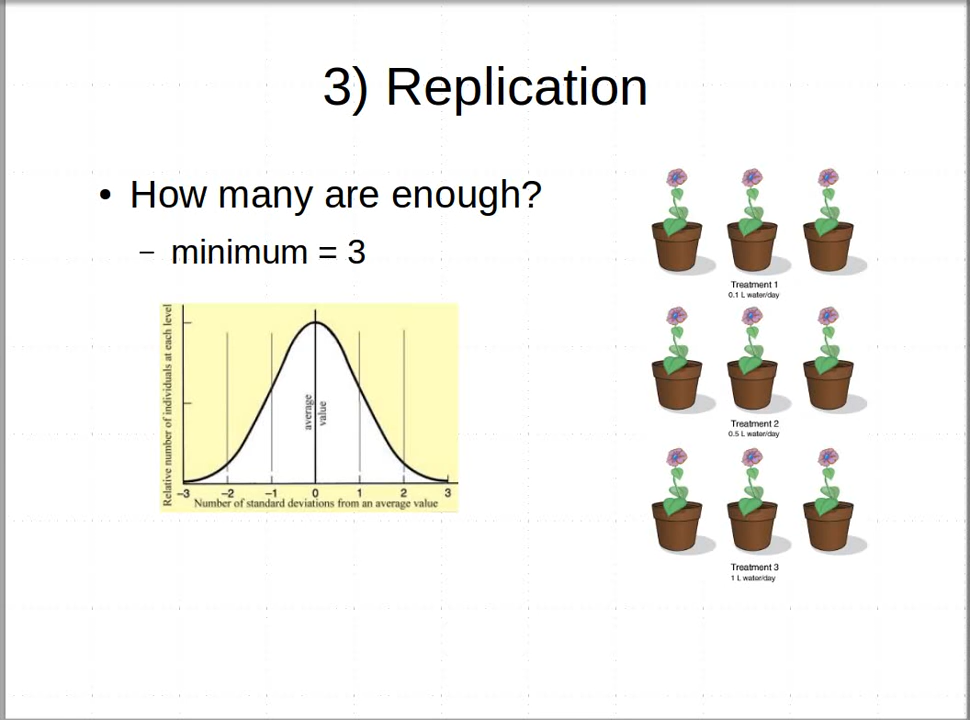 3) Replication
• How many are enough?
– minimum = 3
Relative number of individuals at each level
average
value
–3 –2 –1 0 1 2 3
Number of standard deviations from an average value
Treatment 1
0.1 L water/day
Treatment 2
0.5 L water/day
Treatment 3
1 L water/day